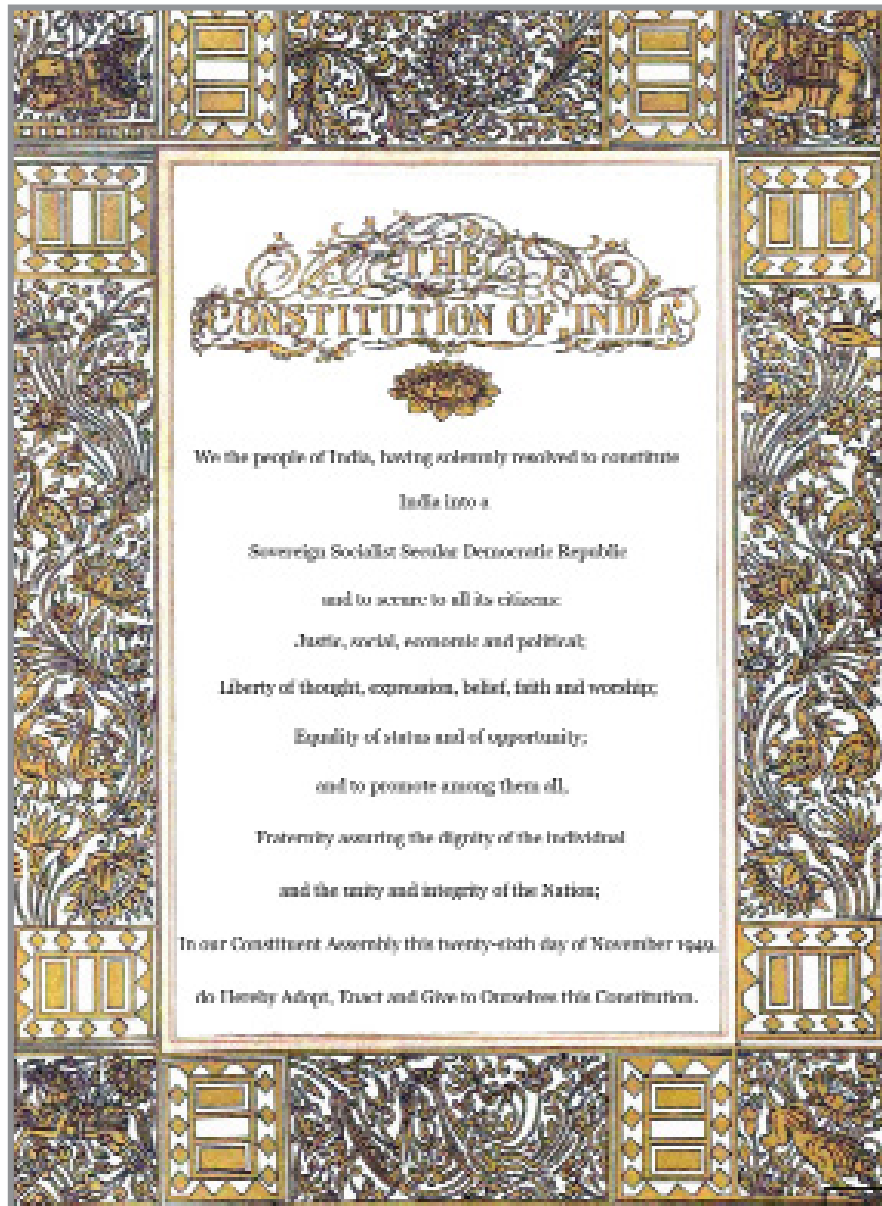 THE
CONSTITUTION OF INDIA
We the people of India, having solemnly resolved to constitute
India into a
Sovereign Socialist Secular Democratic Republic
and to secure to all its citizens:
Justic, social, economic and political;
Liberty of thought, expression, belief, faith and worship;
Equality of status and of opportunity;
and to promote among them all,
Fraternity assuring the dignity of the individual
and the unity and integrity of the Nation;
In our Constituent Assembly this twenty-sixth day of November 1949,
do Hereby Adopt, Enact and Give to Ourselves this Constitution.